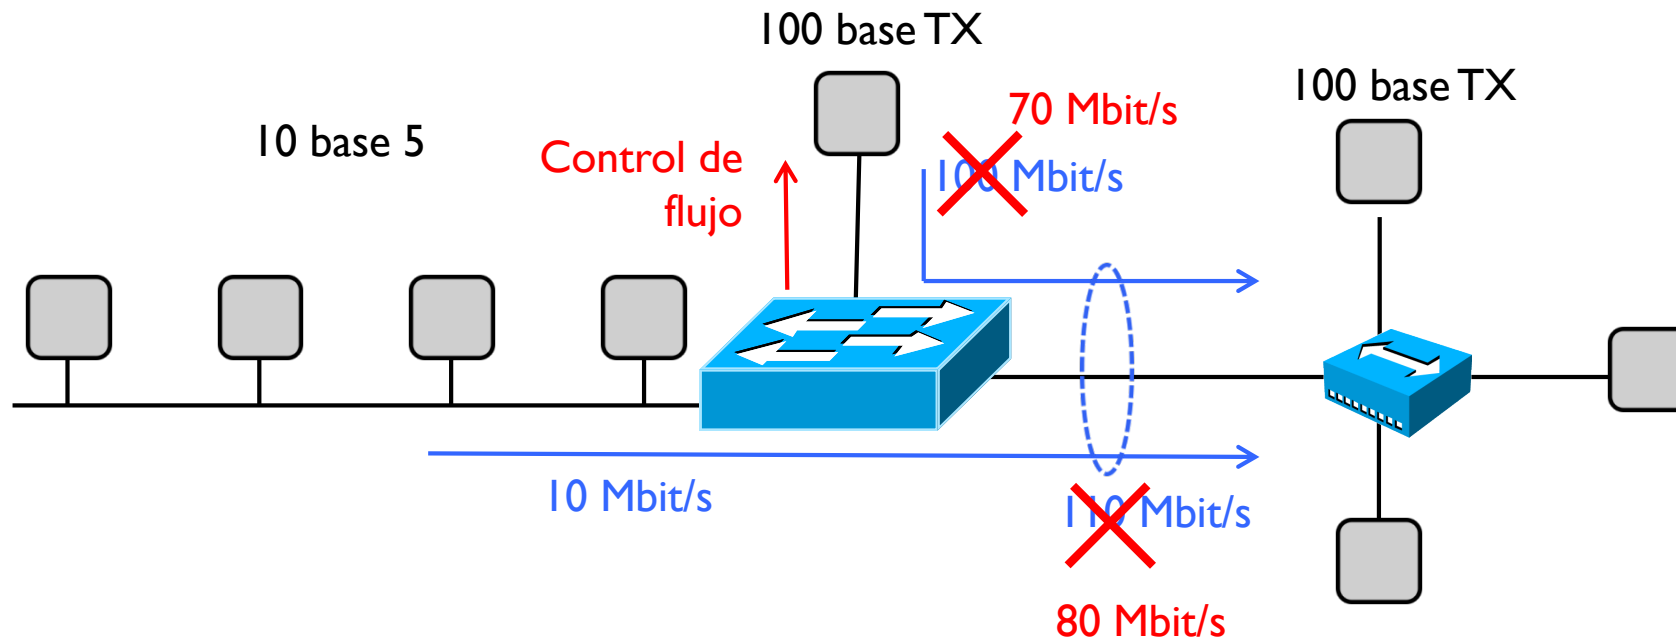 100 base TX
100 base TX
70 Mbit/s
10 base 5
Control de
flujo
100 Mbit/s
10 Mbit/s
110 Mbit/s
80 Mbit/s